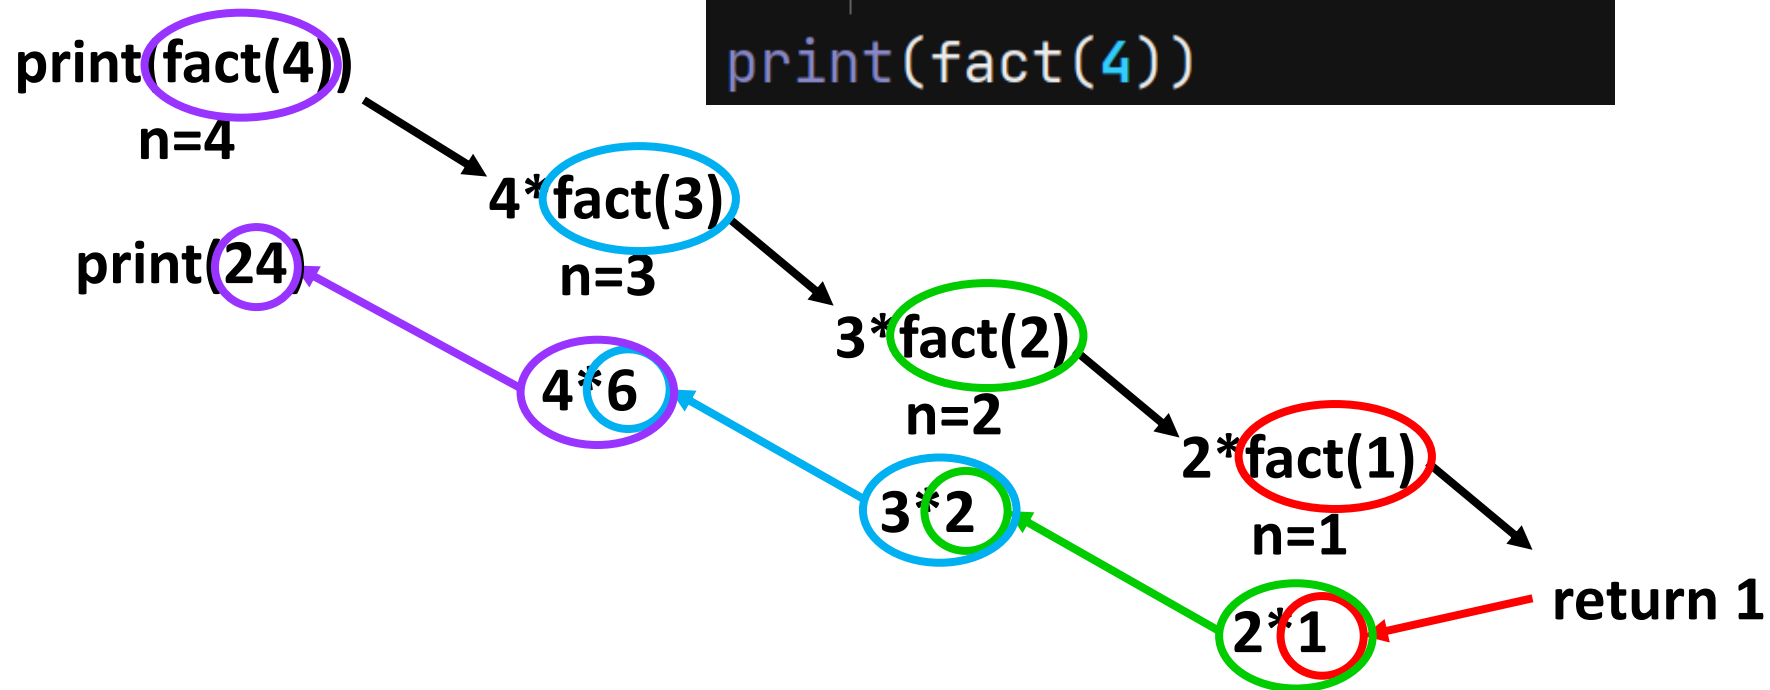 print(fact(4))
print(fact(4))
n=4
4*fact(3)
n=3
print(24)
3*fact(2)
n=2
4*6
2*fact(1)
n=1
3*2
return 1
2*1